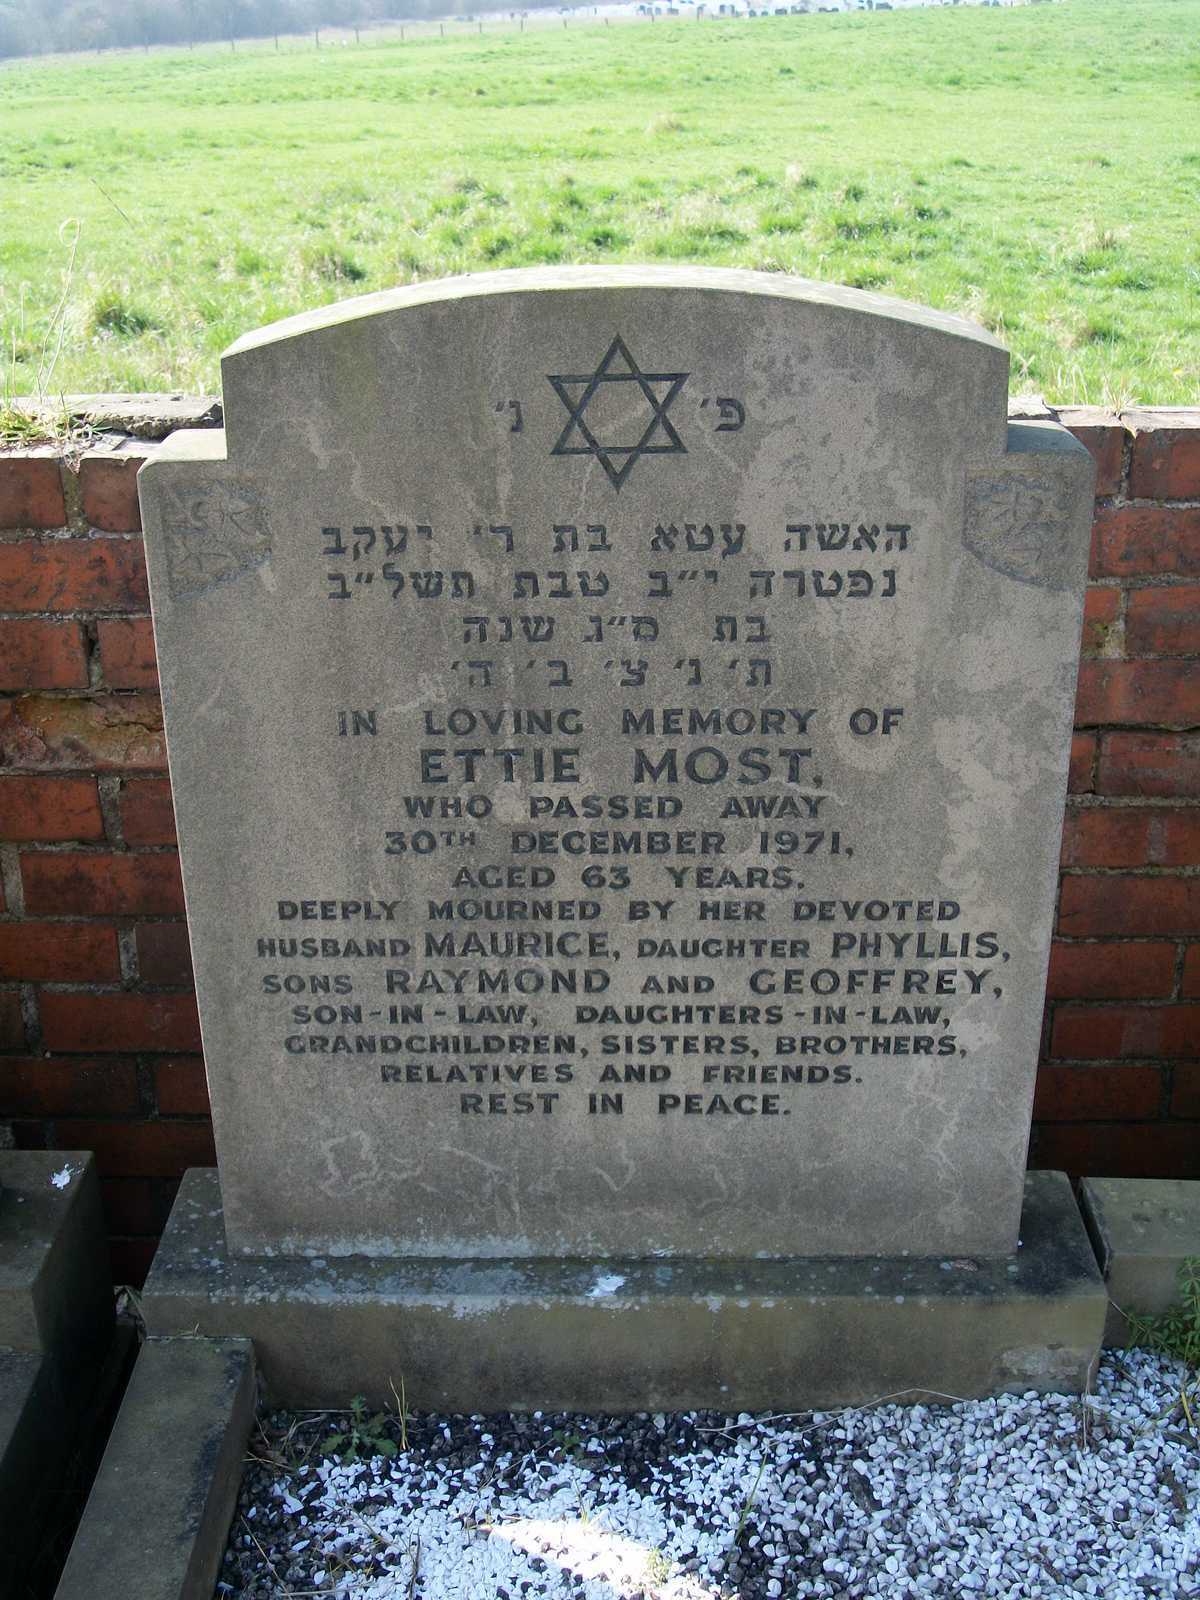 פ׳ נ׳
האשה עטא בת ר׳ יעקב
נפטרה י״ב טבת תשל״ב
בת ס״ג שנה
ת׳ נ׳ צ׳ ב׳ ה׳
IN LOVING MEMORY OF
ETTIE MOST,
WHO PASSED AWAY
30TH DECEMBER 1971,
AGED 63 YEARS.
DEEPLY MOURNED BY HER DEVOTED
HUSBAND MAURICE, DAUGHTER PHYLLIS,
SONS RAYMOND AND GEOFFREY,
SON-IN-LAW, DAUGHTERS-IN-LAW,
GRANDCHILDREN, SISTERS, BROTHERS,
RELATIVES AND FRIENDS.
REST IN PEACE.